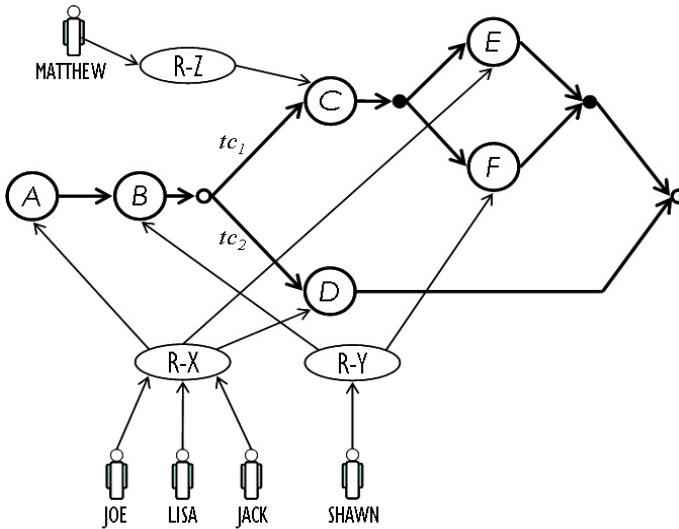 E
MATTHEW
R-Z
C
tc1
F
A
B
tc2
D
R-X
R-Y
JOE
LISA
JACK
SHAWN